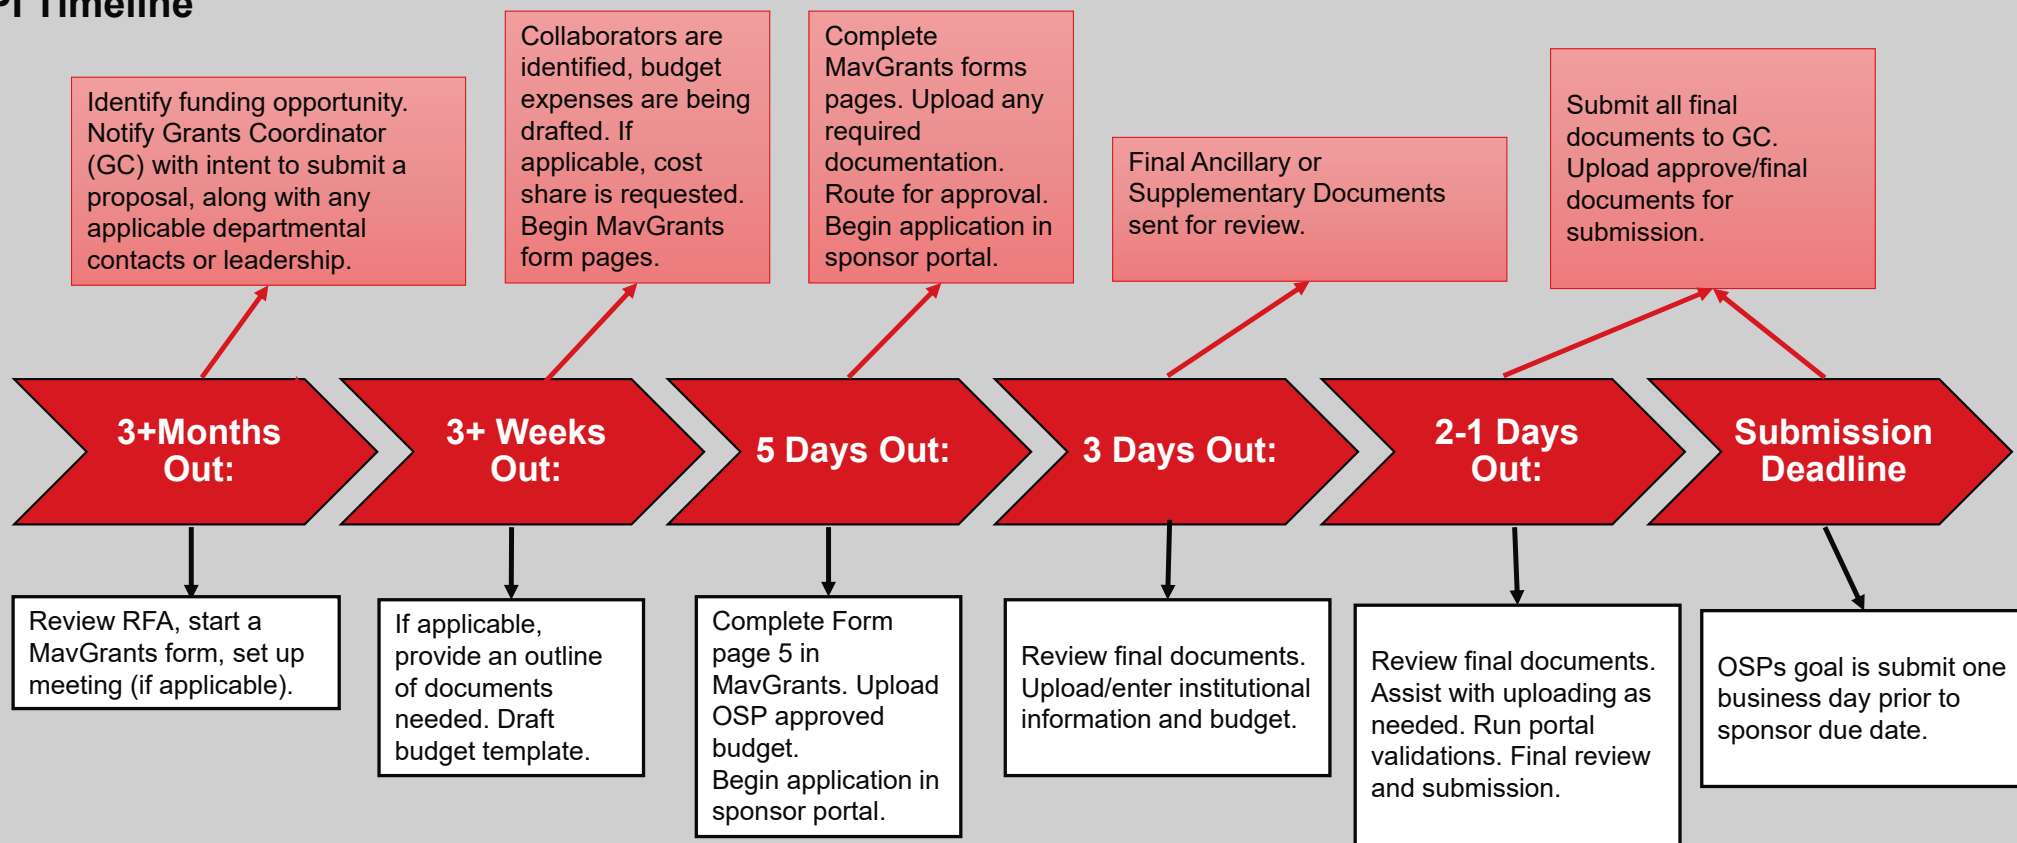 PI Timeline
Identify funding opportunity.
Notify Grants Coordinator
(GC) with intent to submit a
proposal, along with any
applicable departmental
contacts or leadership.
Collaborators are
identified, budget
expenses are being
drafted. If
applicable, cost
share is requested.
Begin MavGrants
form pages.
Complete
MavGrants forms
pages. Upload any
required
documentation.
Route for approval.
Begin application in
sponsor portal.
Final Ancillary or
Supplementary Documents
sent for review.
Submit all final
documents to GC.
Upload approve/final
documents for
submission.
3+Months
Out:
3+ Weeks
Out:
5 Days Out:
3 Days Out:
2-1 Days
Out:
Submission
Deadline
Review RFA, start a
MavGrants form, set up
meeting (if applicable).
If applicable,
provide an outline
of documents
needed. Draft
budget template.
Complete Form
page 5 in
MavGrants. Upload
OSP approved
budget.
Begin application in
sponsor portal.
Review final documents.
Upload/enter institutional
information and budget.
Review final documents.
Assist with uploading as
needed. Run portal
validations. Final review
and submission.
OSPs goal is submit one
business day prior to
sponsor due date.